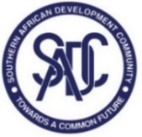 SOUTHERN AFRICAN DEVELOPMENT COMMUNITY
SADC
TOWARDS A COMMON FUTURE